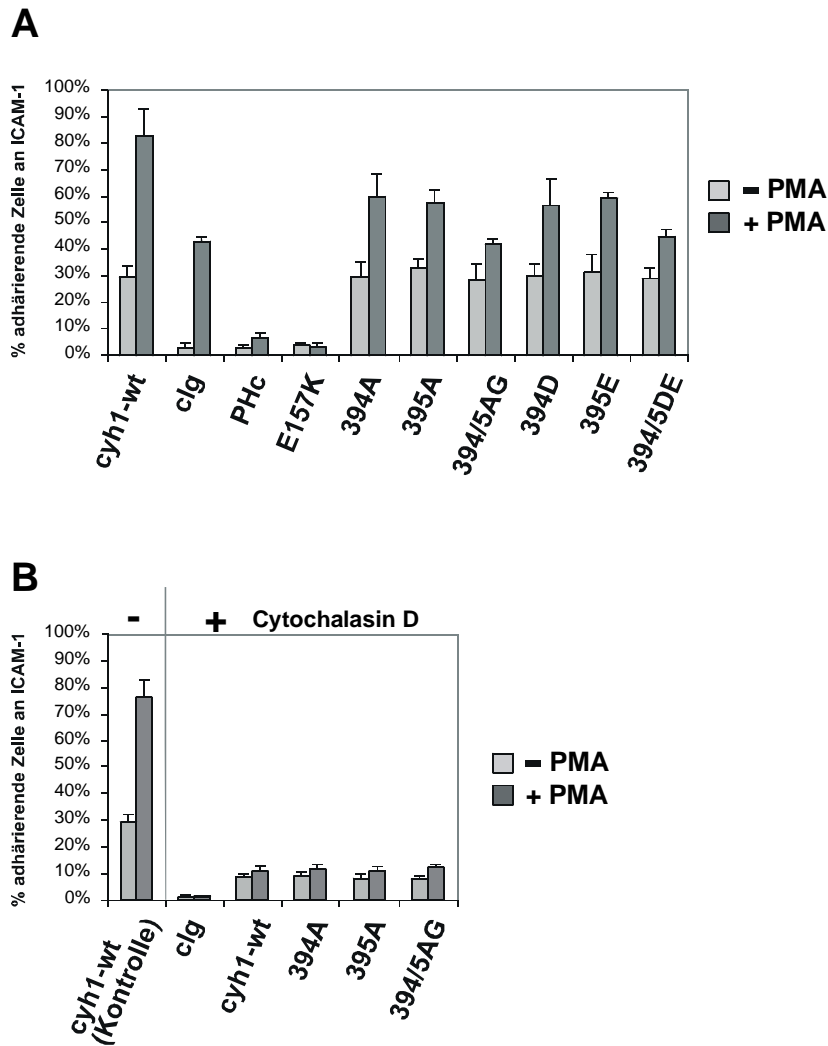 A
% adhärierende Zelle an ICAM-1
100%
90%
80%
70%
60%
50%
40%
30%
20%
10%
0%
cyh1-wt
cIg
PHc
E157K
394A
395A
394/5AG
394D
395E
394/5DE
- PMA
+ PMA
B
- + Cytochalasin D
% adhärierende Zelle an ICAM-1
100%
90%
80%
70%
60%
50%
40%
30%
20%
10%
0%
cyh1-wt
(Kontrolle)
cIg
cyh1-wt
394A
395A
394/5AG
- PMA
+ PMA